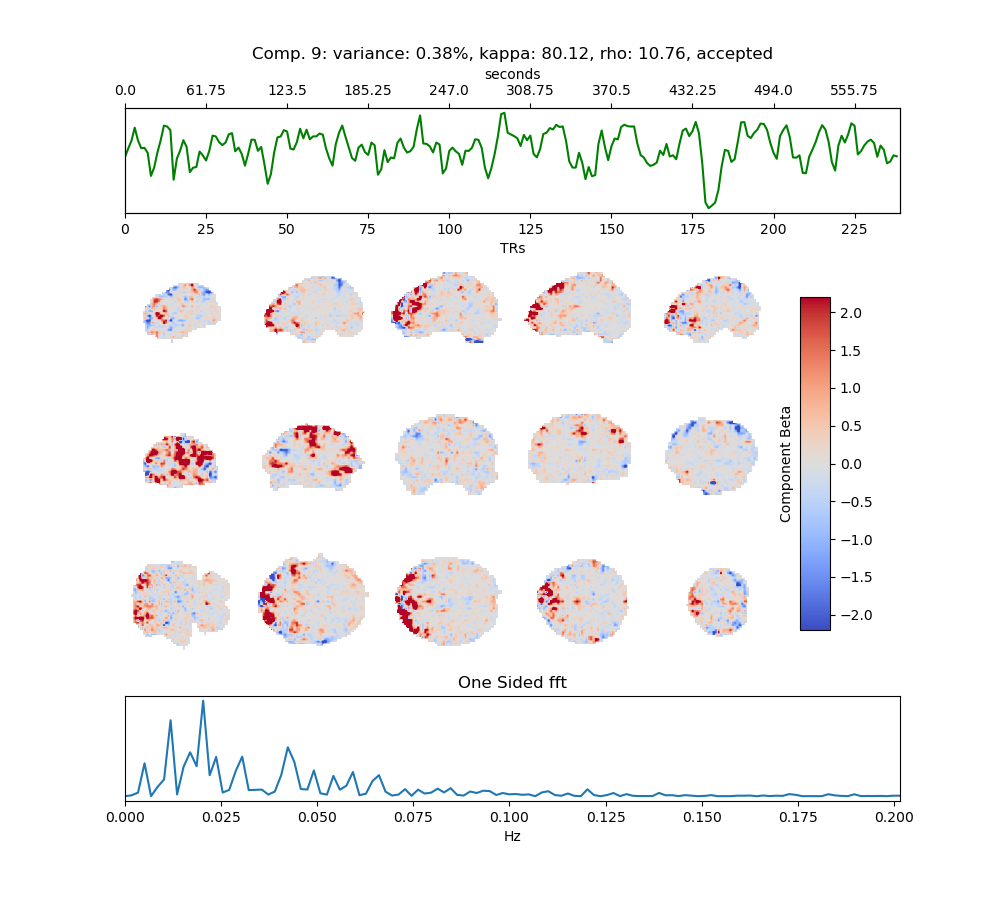 Comp. 9: variance: 0.38%, kappa: 80.12, rho: 10.76, accepted
seconds
0.0 61.75 123.5 185.25 247.0 308.75 370.5 432.25 494.0 555.75
0 25 50 75 100 125 150 175 200 225
TRs
2.0
1.5
1.0
0.5
0.0
−0.5
−1.0
−1.5
−2.0
Component Beta
One Sided fft
0.000 0.025 0.050 0.075 0.100 0.125 0.150 0.175 0.200
Hz